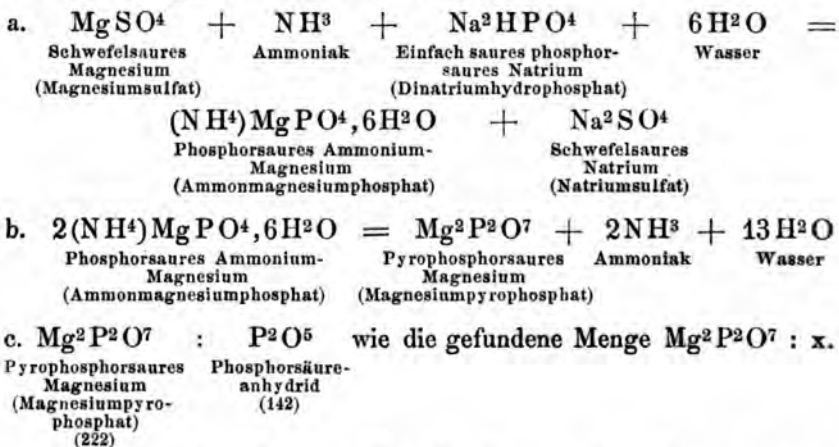 a. MgSO⁴ + NH³ + Na²HPO⁴ + 6H²O =
Schwefelsaures Ammoniak Einfach saures phosphor- Wasser
Magnesium saures Natrium
(Magnesiumsulfat) (Dinatriumhydrophosphat)
(NH⁴)MgPO⁴,6H²O + Na²SO⁴
Phosphorsaures Ammonium- Schwefelsaures
Magnesium Natrium
(Ammonmagnesiumphosphat) (Natriumsulfat)
b. 2(NH⁴)MgPO⁴,6H²O = Mg²P²O⁷ + 2NH³ + 13H²O
Phosphorsaures Ammonium- Pyrophosphorsaures Ammoniak Wasser
Magnesium Magnesium
(Ammonmagnesiumphosphat) (Magnesiumpyrophosphat)
c. Mg²P²O⁷ : P²O⁵ wie die gefundene Menge Mg²P²O⁷ : x.
Pyrophosphorsaures Phosphorsäure-
Magnesium anhydrid
(Magnesiumpyro- (142)
phosphat)
(222)